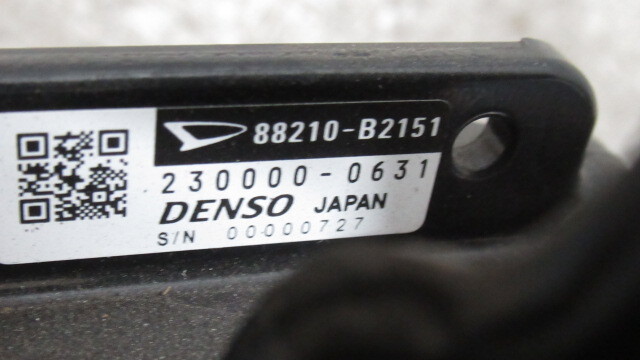 88210-B2151
230000-0631
DENSO JAPAN
S/N 00000727